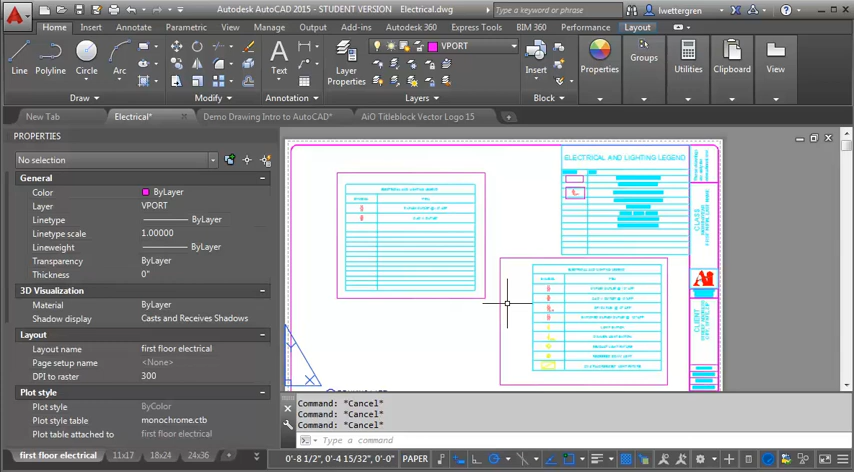 Autodesk AutoCAD 2015 - STUDENT VERSION Electrical.dwg
Type a keyword or phrase
lwettergren
Home Insert Annotate Parametric View Manage Output Add-ins Autodesk 360 Express Tools BIM 360 Performance Layout
VPORT
Line Polyline Circle Arc Text Layer Properties Insert Properties Groups Utilities Clipboard View
Draw Modify Annotation Layers Block
New Tab Electrical* Demo Drawing Intro to AutoCAD* AiO Titleblock Vector Logo 15
PROPERTIES
No selection
General
Color ByLayer
Layer VPORT
Linetype ByLayer
Linetype scale 1.00000
Lineweight ByLayer
Transparency ByLayer
Thickness 0"
3D Visualization
Material ByLayer
Shadow display Casts and Receives Shadows
Layout
Layout name first floor electrical
Page setup name <None>
DPI to raster 300
Plot style
Plot style ByColor
Plot style table monochrome.ctb
Plot table attached to first floor electrical
ELECTRICAL AND LIGHTING LEGEND
CLASS
CLIENT
Y
X
Command: "Cancel"
Command: "Cancel"
Command: "Cancel"
Type a command
first floor electrical 11x17 18x24 24x36
0'-8 1/2", 0'-4 15/32", 0'-0" PAPER